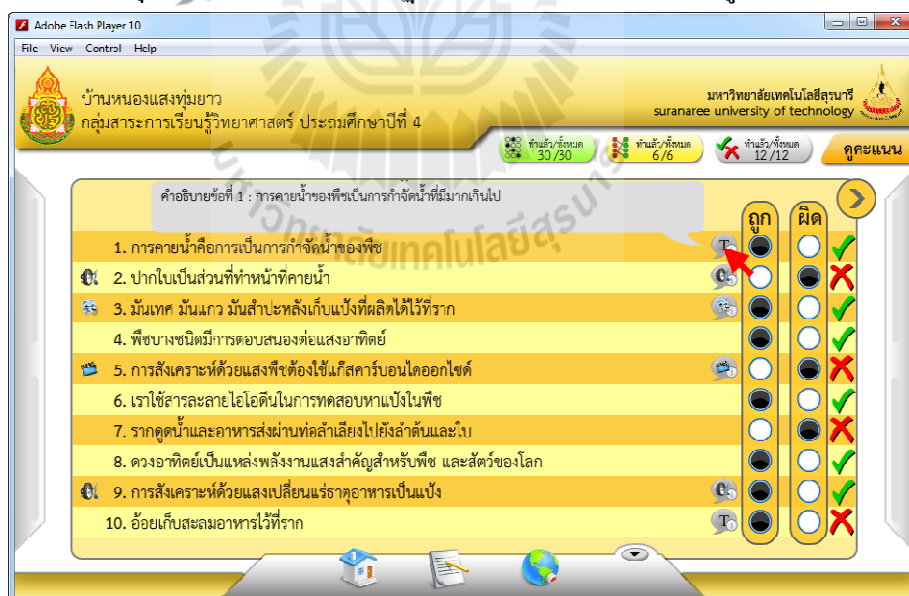 Adobe Flash Player 10
File View Control Help
บ้านหนองแสงทุ่มยาว
กลุ่มสาระการเรียนรู้วิทยาศาสตร์ ประถมศึกษาปีที่ 4
มหาวิทยาลัยเทคโนโลยีสุรนารี
suranaree university of technology
ทำแล้ว/ทั้งหมด
30/30
ทำแล้ว/ทั้งหมด
6/6
ทำแล้ว/ทั้งหมด
12/12
ดูคะแนน
คำอธิบายข้อที่ 1 : การคายน้ำของพืชเป็นการกำจัดน้ำที่มีมากเกินไป
ถูก ผิด
1. การคายน้ำคือการเป็นการกำจัดน้ำของพืช
2. ปากใบเป็นส่วนที่ทำหน้าที่คายน้ำ
3. มันเทศ มันแกว มันสำปะหลังเก็บแป้งที่ผลิตได้ไว้ที่ราก
4. พืชบางชนิดมีการตอบสนองต่อแสงอาทิตย์
5. การสังเคราะห์ด้วยแสงพืชต้องใช้แก๊สคาร์บอนไดออกไซด์
6. เราใช้สารละลายไอโอดีนในการทดสอบหาแป้งในพืช
7. รากดูดน้ำและอาหารส่งผ่านท่อลำเลียงไปยังลำต้นและใบ
8. ดวงอาทิตย์เป็นแหล่งพลังงานแสงสำคัญสำหรับพืช และสัตว์ของโลก
9. การสังเคราะห์ด้วยแสงเปลี่ยนแร่ธาตุอาหารเป็นแป้ง
10. อ้อยเก็บสะสมอาหารไว้ที่ราก